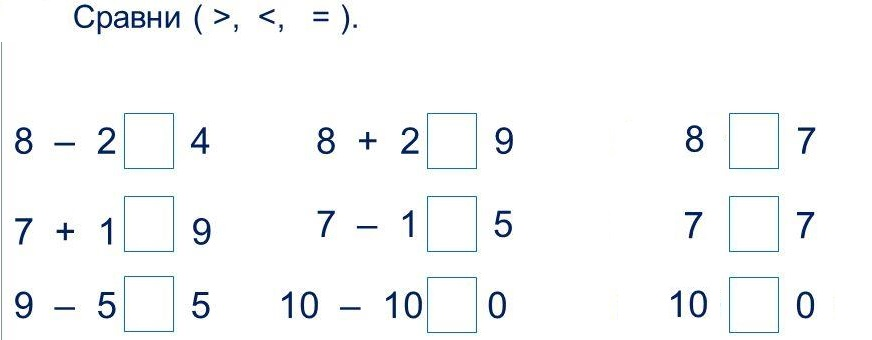 Сравни ( >, <, = ).
8 – 2 □ 4 8 + 2 □ 9 8 □ 7
7 + 1 □ 9 7 – 1 □ 5 7 □ 7
9 – 5 □ 5 10 – 10 □ 0 10 □ 0